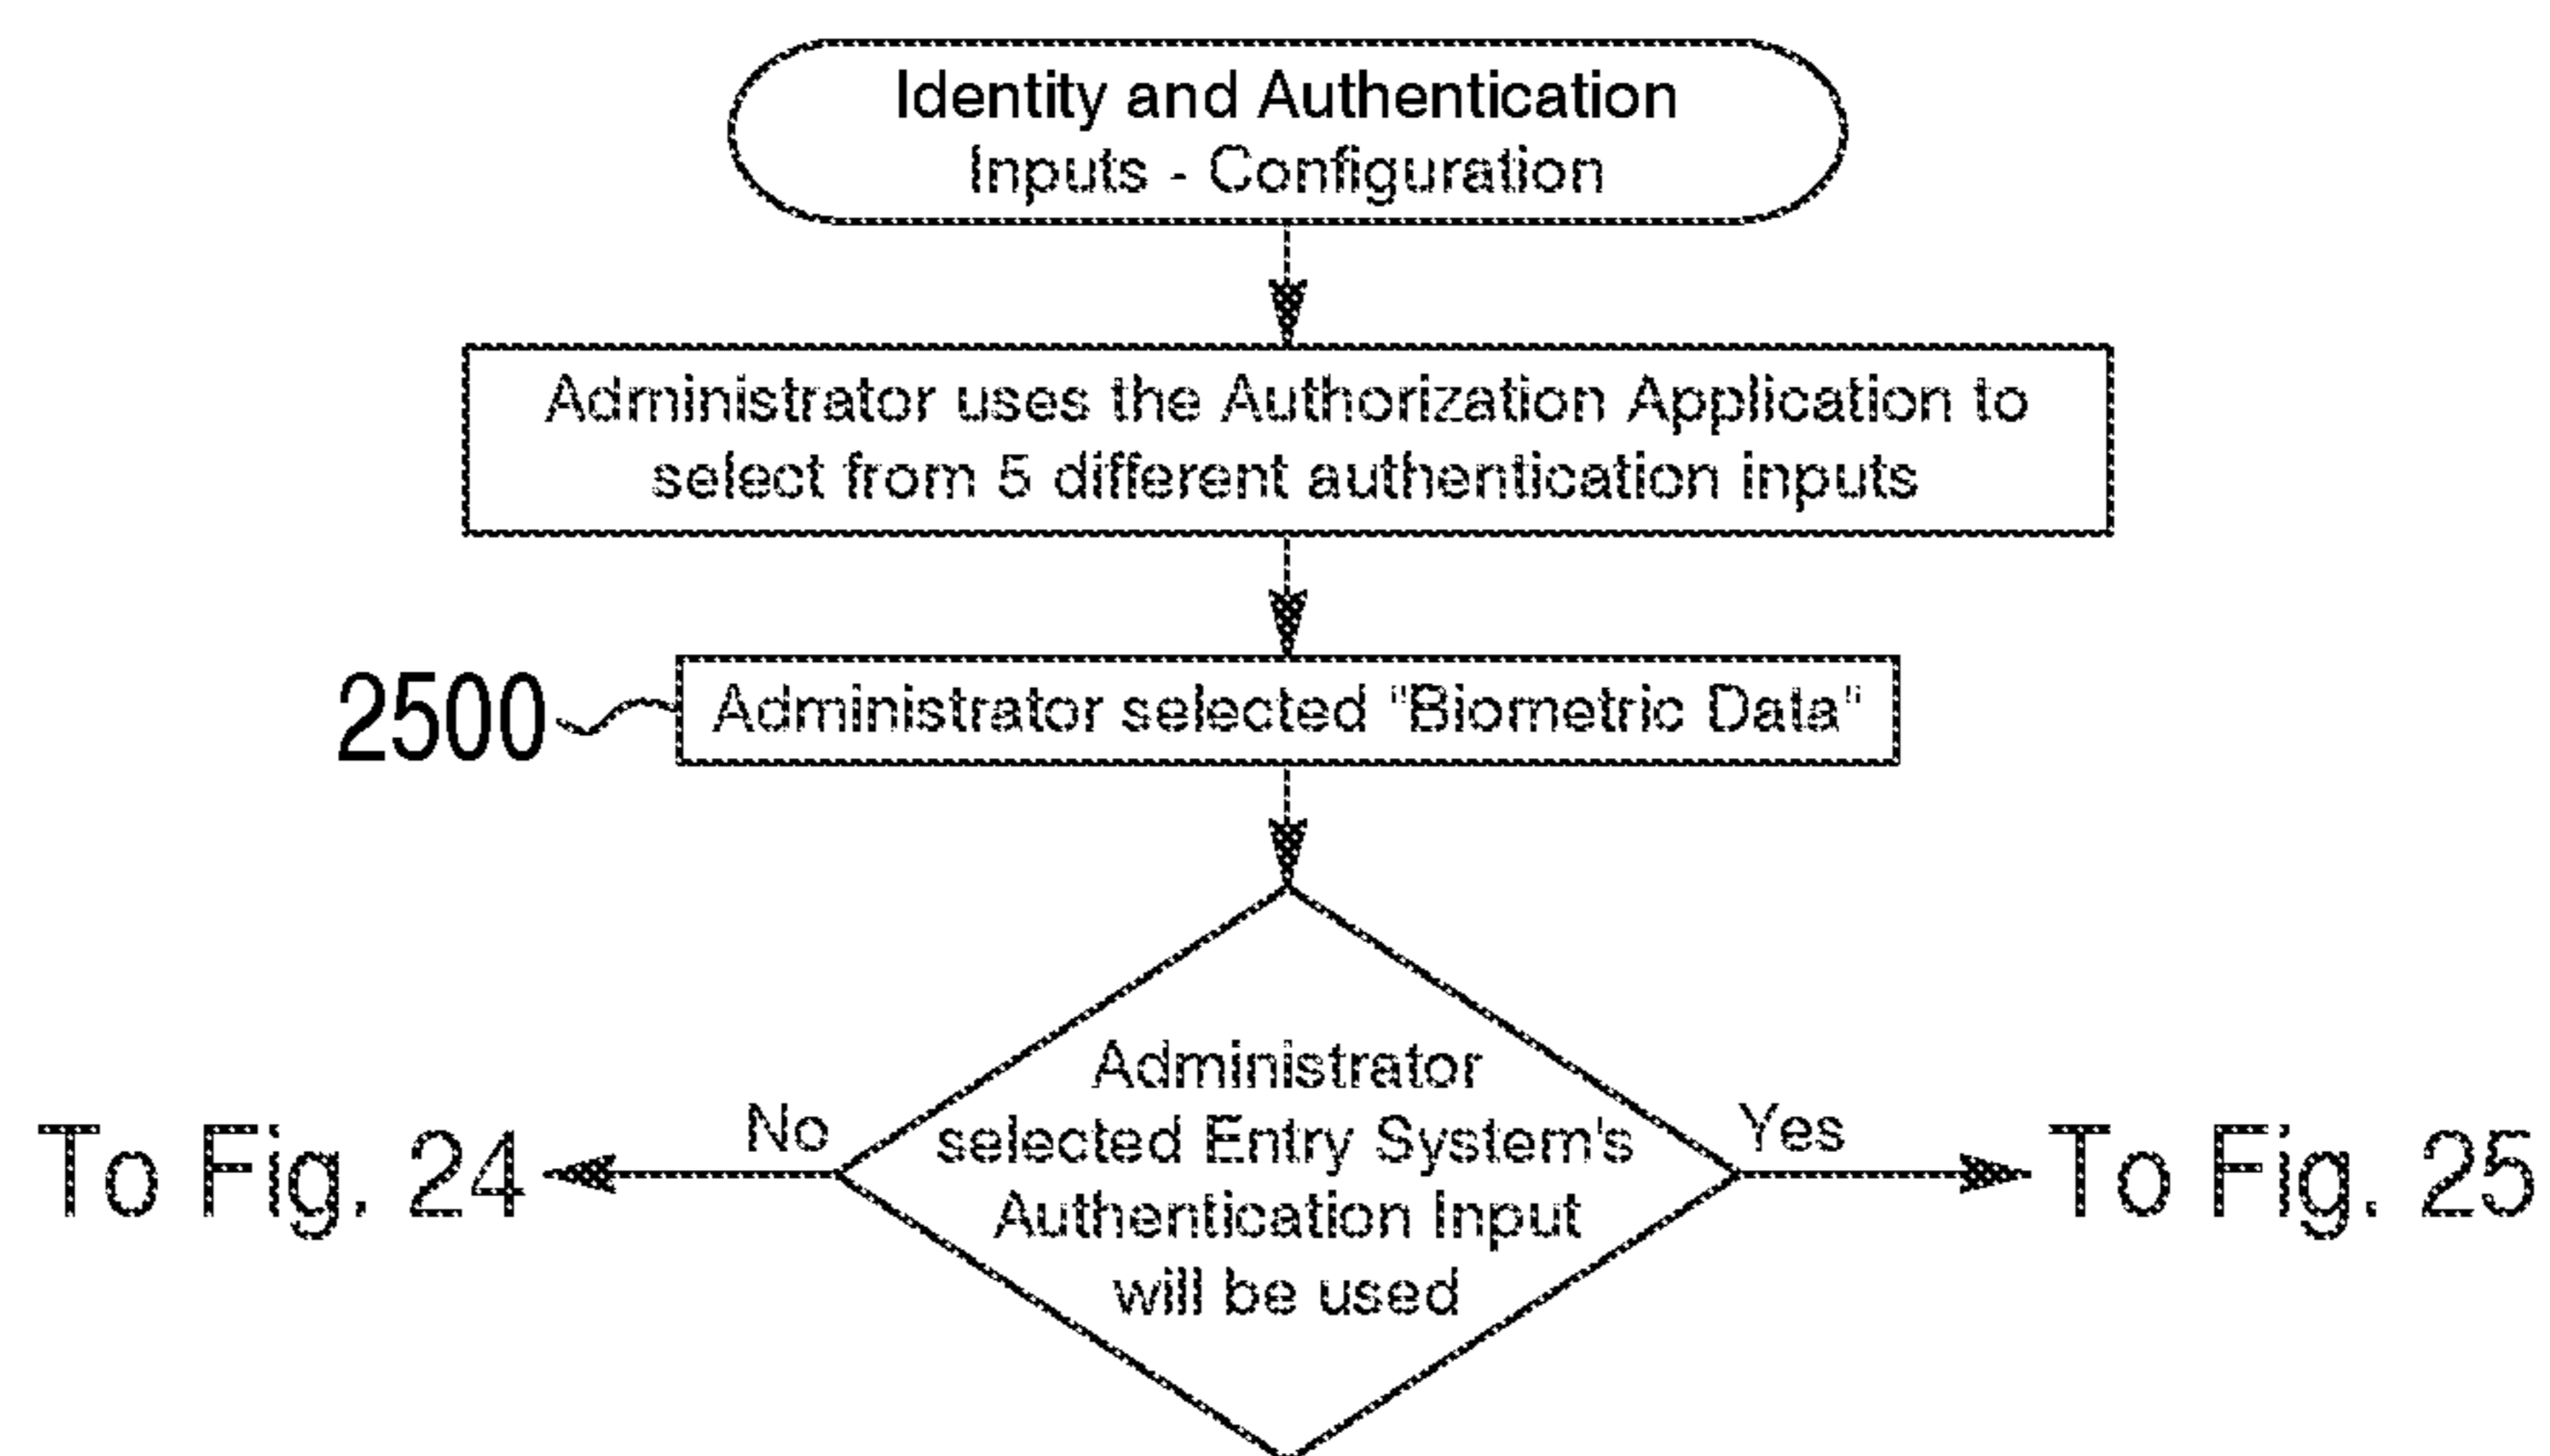 Identity and Authentication
Inputs - Configuration
Administrator uses the Authorization Application to
select from 5 different authentication inputs
2500
Administrator selected "Biometric Data"
Administrator
selected Entry System's
Authentication Input
will be used
No
To Fig. 24
Yes
To Fig. 25